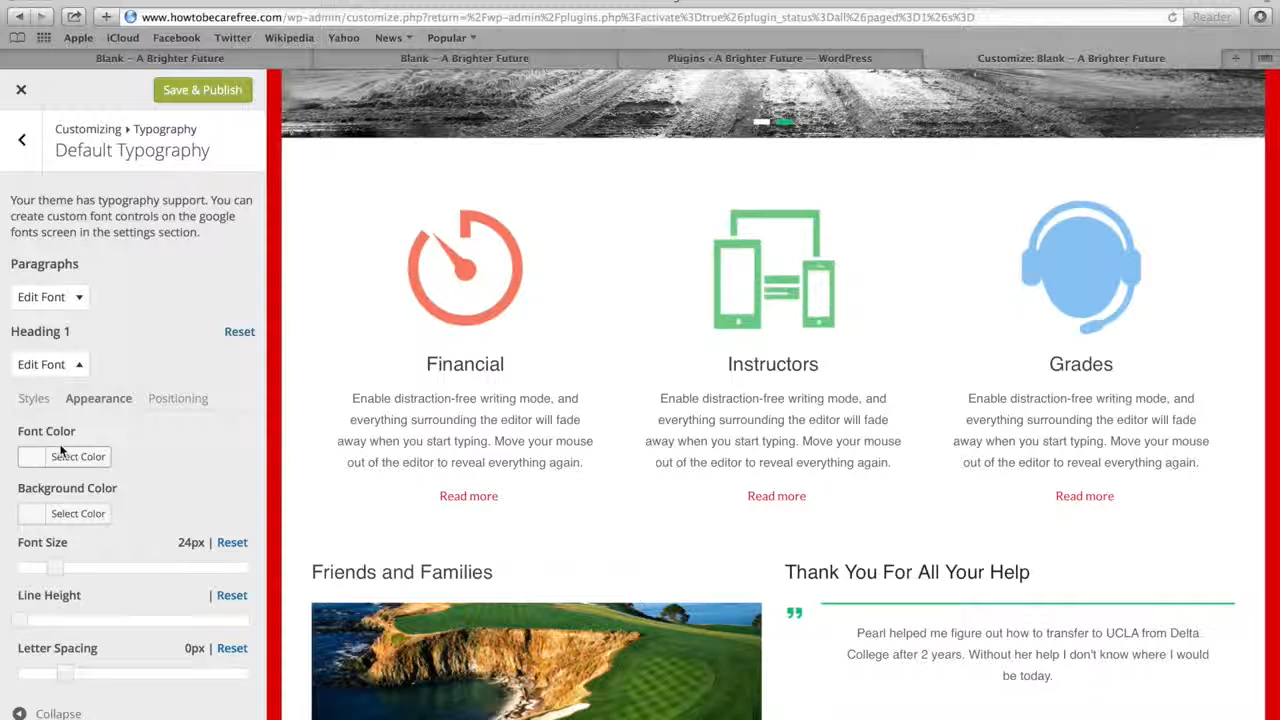 www.howtobecarefree.com/wp-admin/customize.php?return=%2Fwp-admin%2Fplugins.php%3Factivate%3Dtrue%26plugin_status%3Dall%26paged%3D1%26s%3D
Reader
Apple iCloud Facebook Twitter Wikipedia Yahoo News Popular
Blank – A Brighter Future
Blank – A Brighter Future
Plugins ‹ A Brighter Future — WordPress
Customize: Blank – A Brighter Future
Save & Publish
Customizing ▸ Typography
Default Typography
Your theme has typography support. You can
create custom font controls on the google
fonts screen in the settings section.
Paragraphs
Edit Font
Heading 1 Reset
Edit Font
Styles Appearance Positioning
Font Color
Select Color
Background Color
Select Color
Font Size 24px | Reset
Line Height | Reset
Letter Spacing 0px | Reset
Collapse
Financial
Enable distraction-free writing mode, and
everything surrounding the editor will fade
away when you start typing. Move your mouse
out of the editor to reveal everything again.
Read more
Instructors
Enable distraction-free writing mode, and
everything surrounding the editor will fade
away when you start typing. Move your mouse
out of the editor to reveal everything again.
Read more
Grades
Enable distraction-free writing mode, and
everything surrounding the editor will fade
away when you start typing. Move your mouse
out of the editor to reveal everything again.
Read more
Friends and Families
Thank You For All Your Help
Pearl helped me figure out how to transfer to UCLA from Delta
College after 2 years. Without her help I don't know where I would
be today.